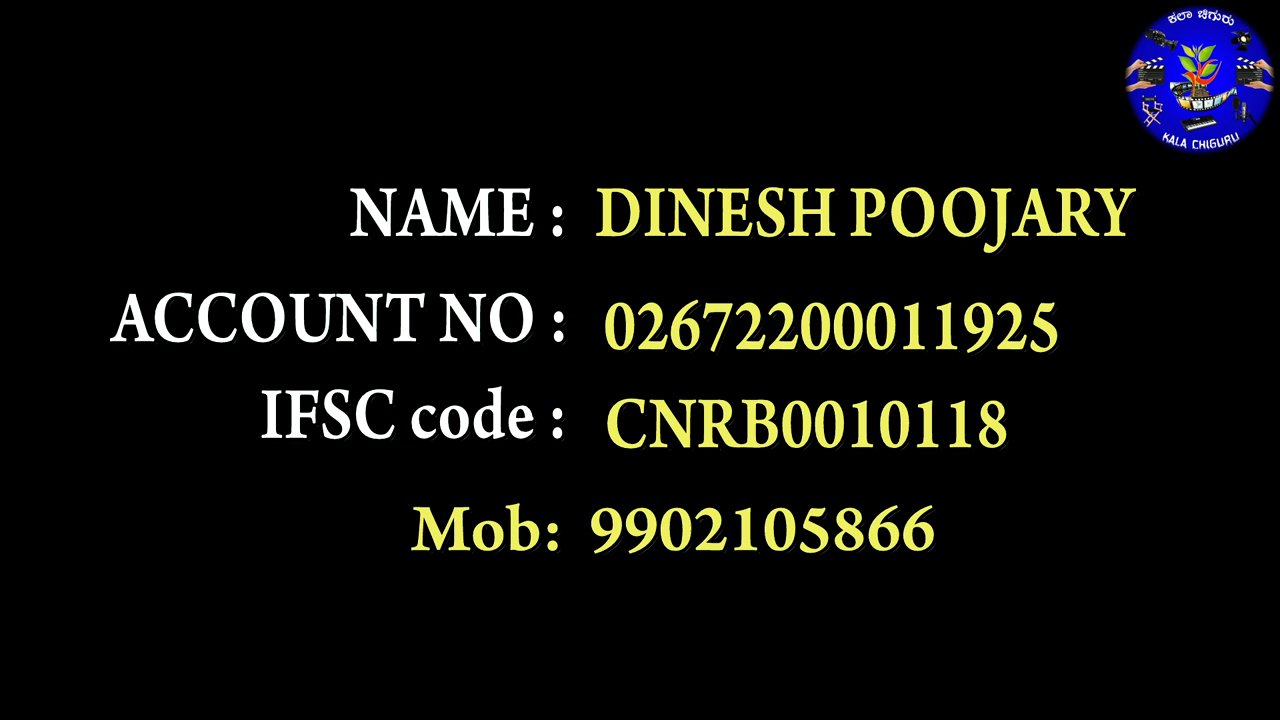 ಕಲಾ ಚಿಗುರು
KALA CHIGURU
NAME : DINESH POOJARY
ACCOUNT NO : 02672200011925
IFSC code : CNRB0010118
Mob: 9902105866